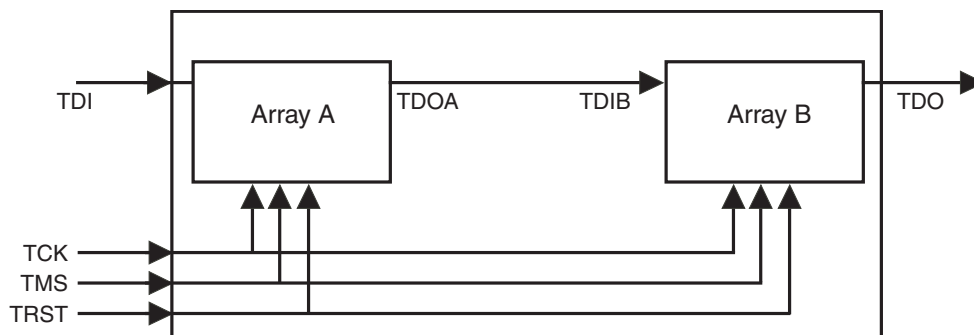 Array A
Array B
TDI
TDOA
TDIB
TDO
TCK
TMS
TRST